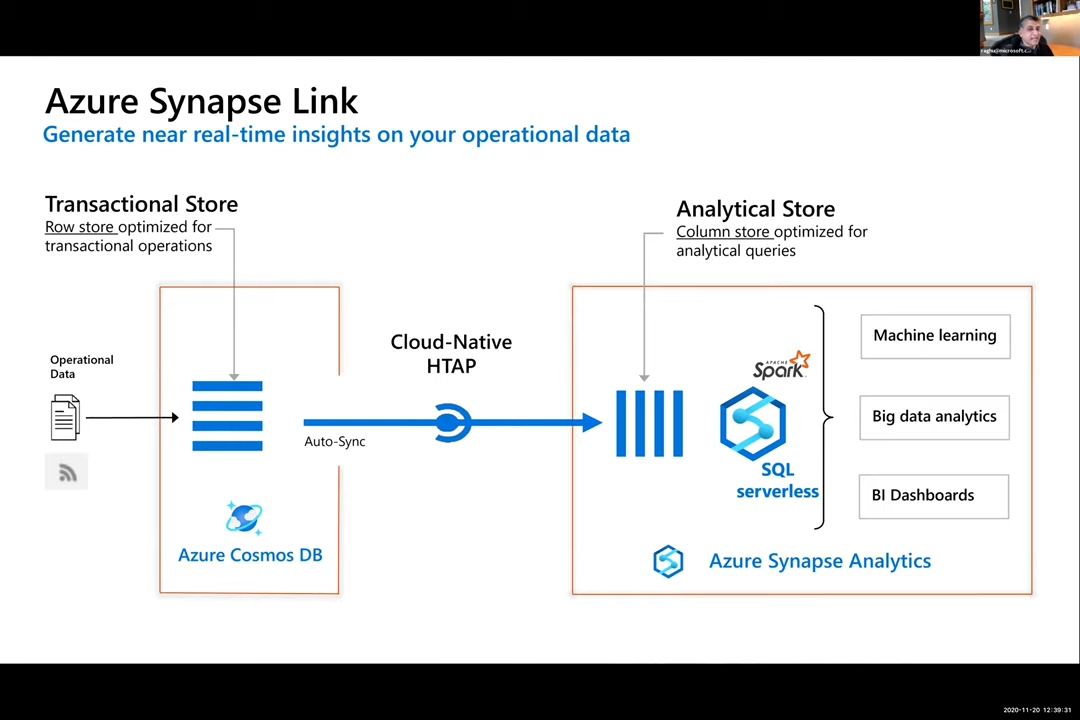 raghu@microsoft.c...
Azure Synapse Link
Generate near real-time insights on your operational data
Transactional Store
Row store optimized for
transactional operations
Analytical Store
Column store optimized for
analytical queries
Operational
Data
Cloud-Native
HTAP
Auto-Sync
APACHE
Spark
SQL
serverless
Machine learning
Big data analytics
BI Dashboards
Azure Cosmos DB
Azure Synapse Analytics
2020-11-20 12:39:31